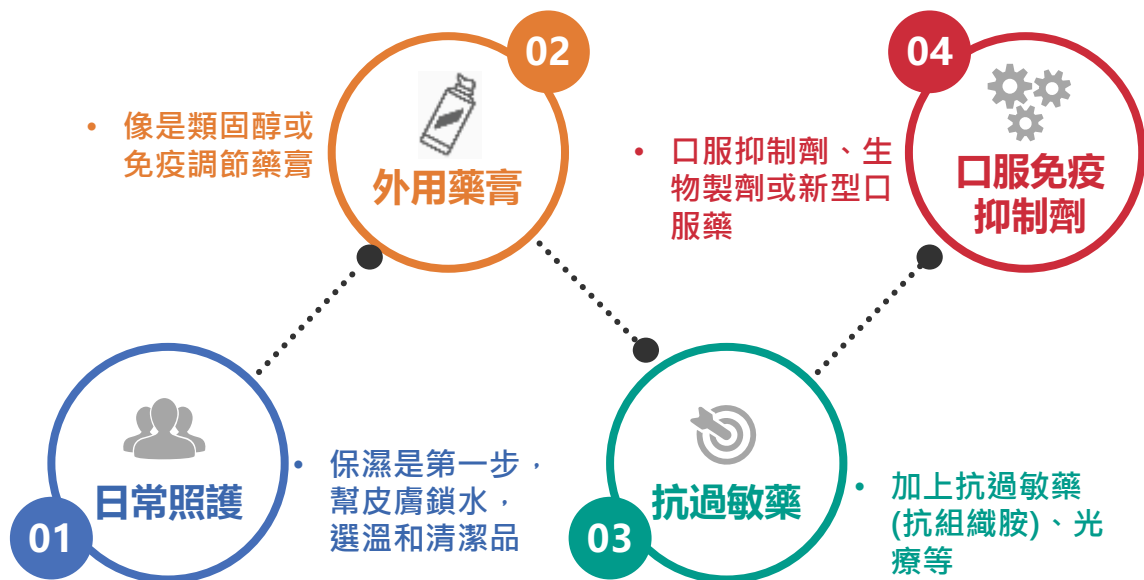 01
日常照護
• 保濕是第一步，
幫皮膚鎖水，
選溫和清潔品
02
外用藥膏
• 像是類固醇或
免疫調節藥膏
03
抗過敏藥
• 加上抗過敏藥
(抗組織胺)、光
療等
04
口服免疫
抑制劑
• 口服抑制劑、生
物製劑或新型口
服藥